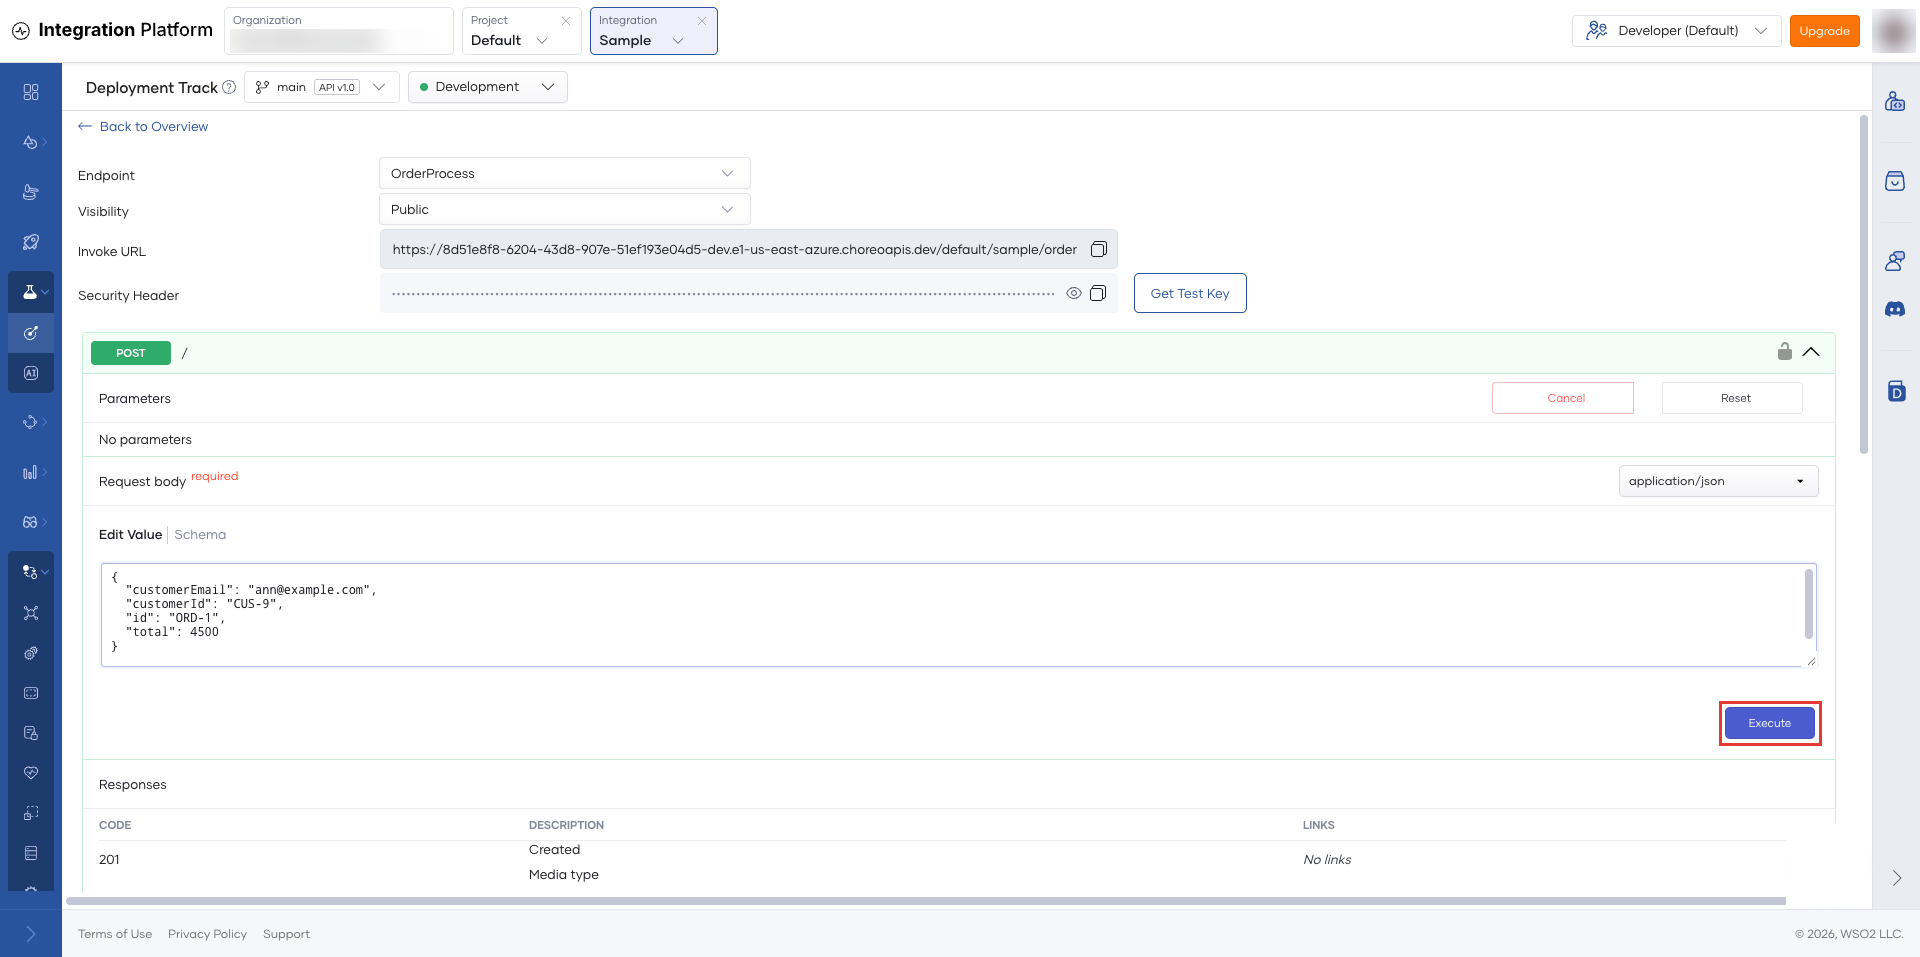 Integration Platform
Organization
Project
Default
Integration
Sample
Developer (Default)
Upgrade
Deployment Track
?
main
API v1.0
Development
Back to Overview
Endpoint
OrderProcess
Visibility
Public
Invoke URL
https://8d51e8f8-6204-43d8-907e-51ef193e04d5-dev.e1-us-east-azure.choreoapis.dev/default/sample/order
Security Header
Get Test Key
POST
/
Parameters
Cancel
Reset
No parameters
Request body required
application/json
Edit Value
Schema
{
"customerEmail": "ann@example.com",
"customerId": "CUS-9",
"id": "ORD-1",
"total": 4500
}
Execute
Responses
CODE
DESCRIPTION
LINKS
201
Created
No links
Media type
AI
D
Terms of Use
Privacy Policy
Support
© 2026, WSO2 LLC.